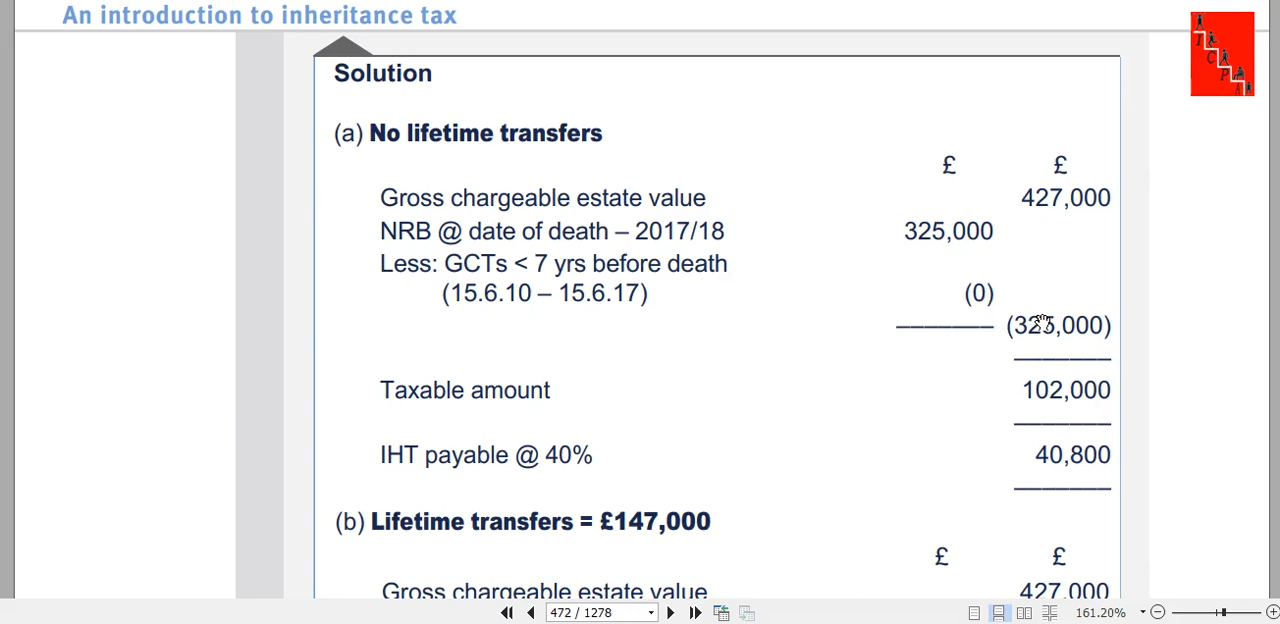 An introduction to inheritance tax
I
C
P
A
Solution
(a) No lifetime transfers
£ £
Gross chargeable estate value 427,000
NRB @ date of death – 2017/18 325,000
Less: GCTs < 7 yrs before death
(15.6.10 – 15.6.17) (0)
(325,000)
Taxable amount 102,000
IHT payable @ 40% 40,800
(b) Lifetime transfers = £147,000
£ £
Gross chargeable estate value 427,000
472 / 1278
161.20%